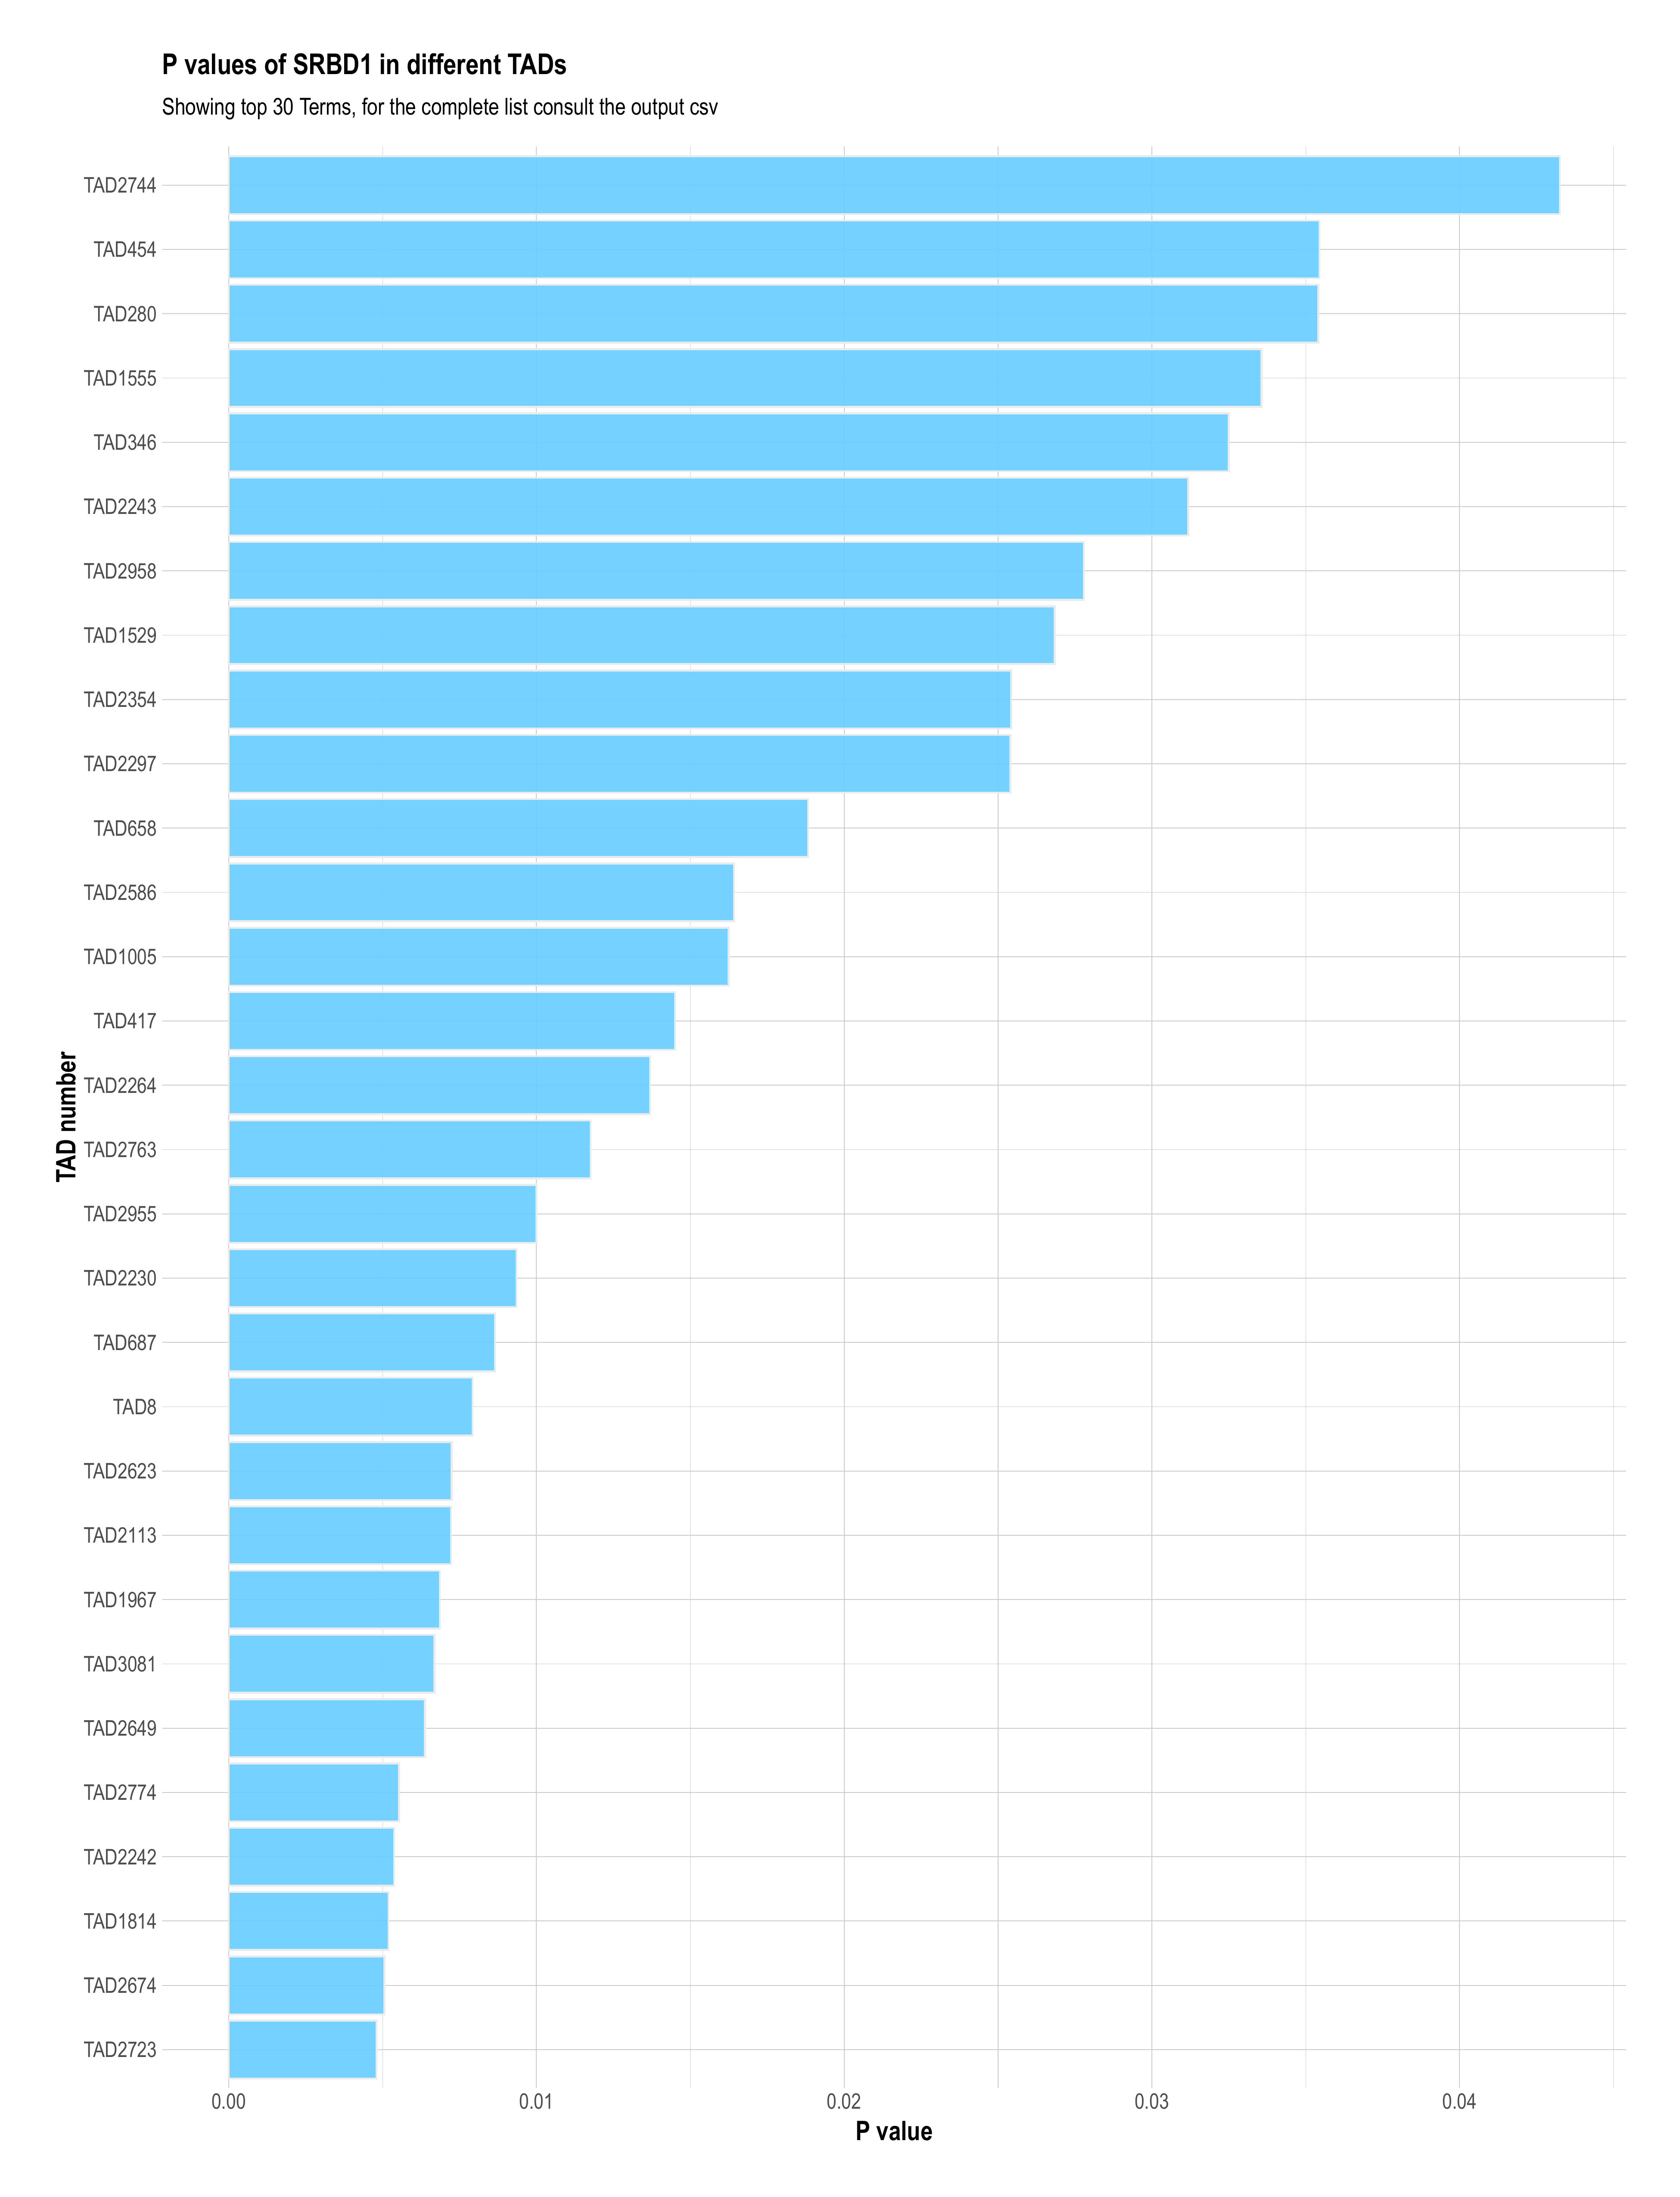 P values of SRBD1 in different TADs
Showing top 30 Terms, for the complete list consult the output csv
TAD number
TAD2744
TAD454
TAD280
TAD1555
TAD346
TAD2243
TAD2958
TAD1529
TAD2354
TAD2297
TAD658
TAD2586
TAD1005
TAD417
TAD2264
TAD2763
TAD2955
TAD2230
TAD687
TAD8
TAD2623
TAD2113
TAD1967
TAD3081
TAD2649
TAD2774
TAD2242
TAD1814
TAD2674
TAD2723
0.00 0.01 0.02 0.03 0.04
P value